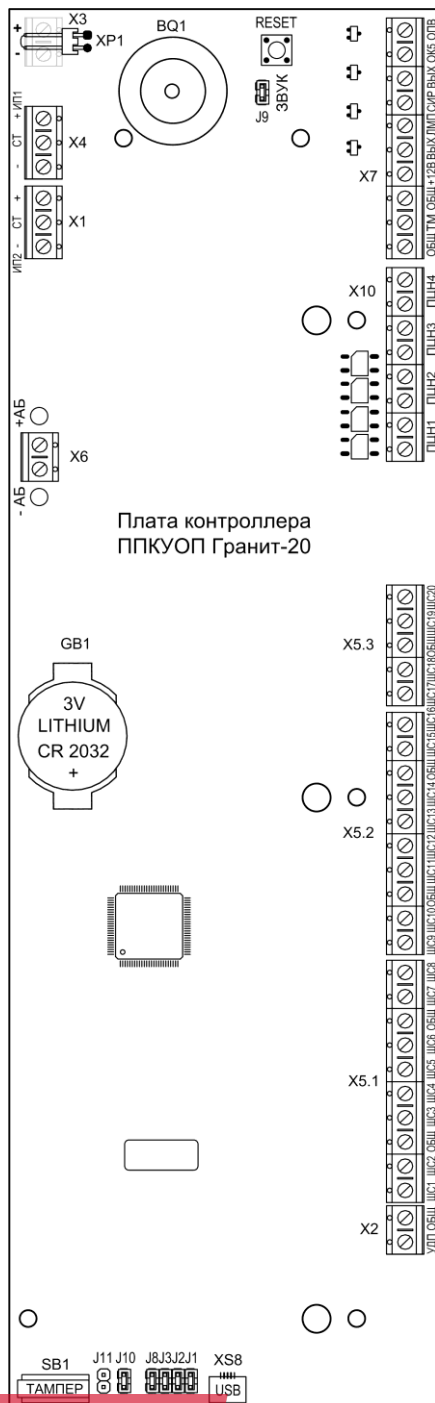 X3
+
-
XP1
BQ1
RESET
J9
ЗВУК
+ ИП1
СТ
-
X4
+
СТ
ИП2 -
X1
X7
ОБЩ ТМ ОБЩ +12В ВЫХ ЛМП СИР ВЫХ ОК5 ОПВ
X10
ПЦН4
ПЦН3
ПЦН2
ПЦН1
+АБ
X6
- АБ
Плата контроллера
ППКУОП Гранит-20
GB1
3V
LITHIUM
CR 2032
+
X5.3
ШС17 ШС18 ОБЩ ШС19 ШС20
X5.2
ШС9 ШС10 ОБЩ ШС11 ШС12 ШС13 ШС14 ОБЩ ШС15 ШС16
X5.1
ШС1 ШС2 ОБЩ ШС3 ШС4 ШС5 ШС6 ОБЩ ШС7 ШС8
X2
УДП ОБЩ
SB1
ТАМПЕР
J11 J10
J8 J3 J2 J1
XS8
USB